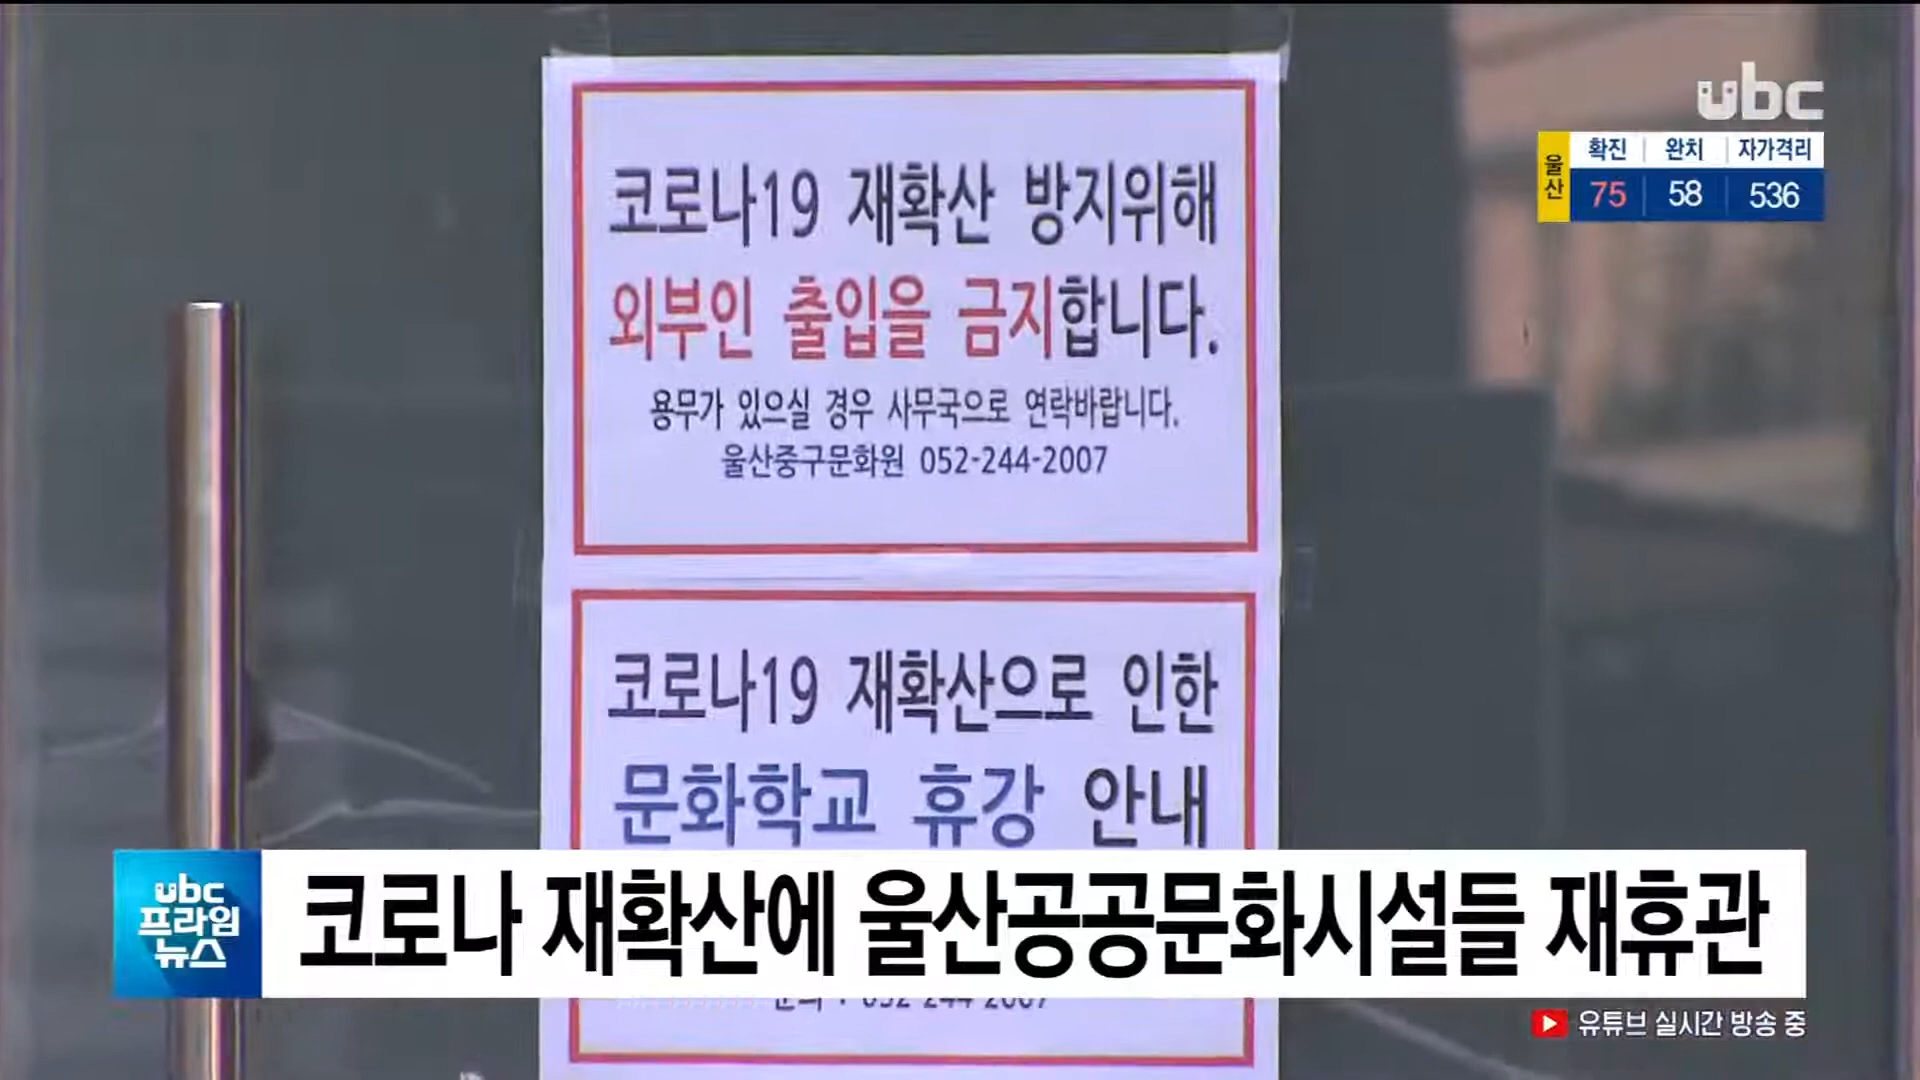 ubc
울산
확진 완치 자가격리
75 58 536
코로나19 재확산 방지위해
외부인 출입을 금지합니다.
용무가 있으실 경우 사무국으로 연락바랍니다.
울산중구문화원 052-244-2007
코로나19 재확산으로 인한
문화학교 휴강 안내
ubc
프라임
뉴스
코로나 재확산에 울산공공문화시설들 재휴관
유튜브 실시간 방송 중